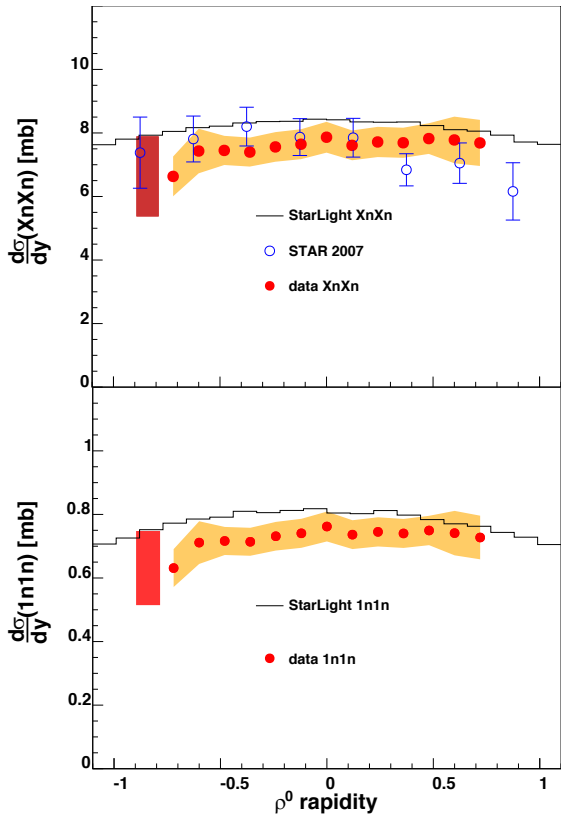 12
10
8
6
4
2
0
dσ/dy (XnXn) [mb]
StarLight XnXn
STAR 2007
data XnXn
1
0.8
0.6
0.4
0.2
0
dσ/dy (1n1n) [mb]
StarLight 1n1n
data 1n1n
-1 -0.5 0 0.5 1
ρ⁰ rapidity